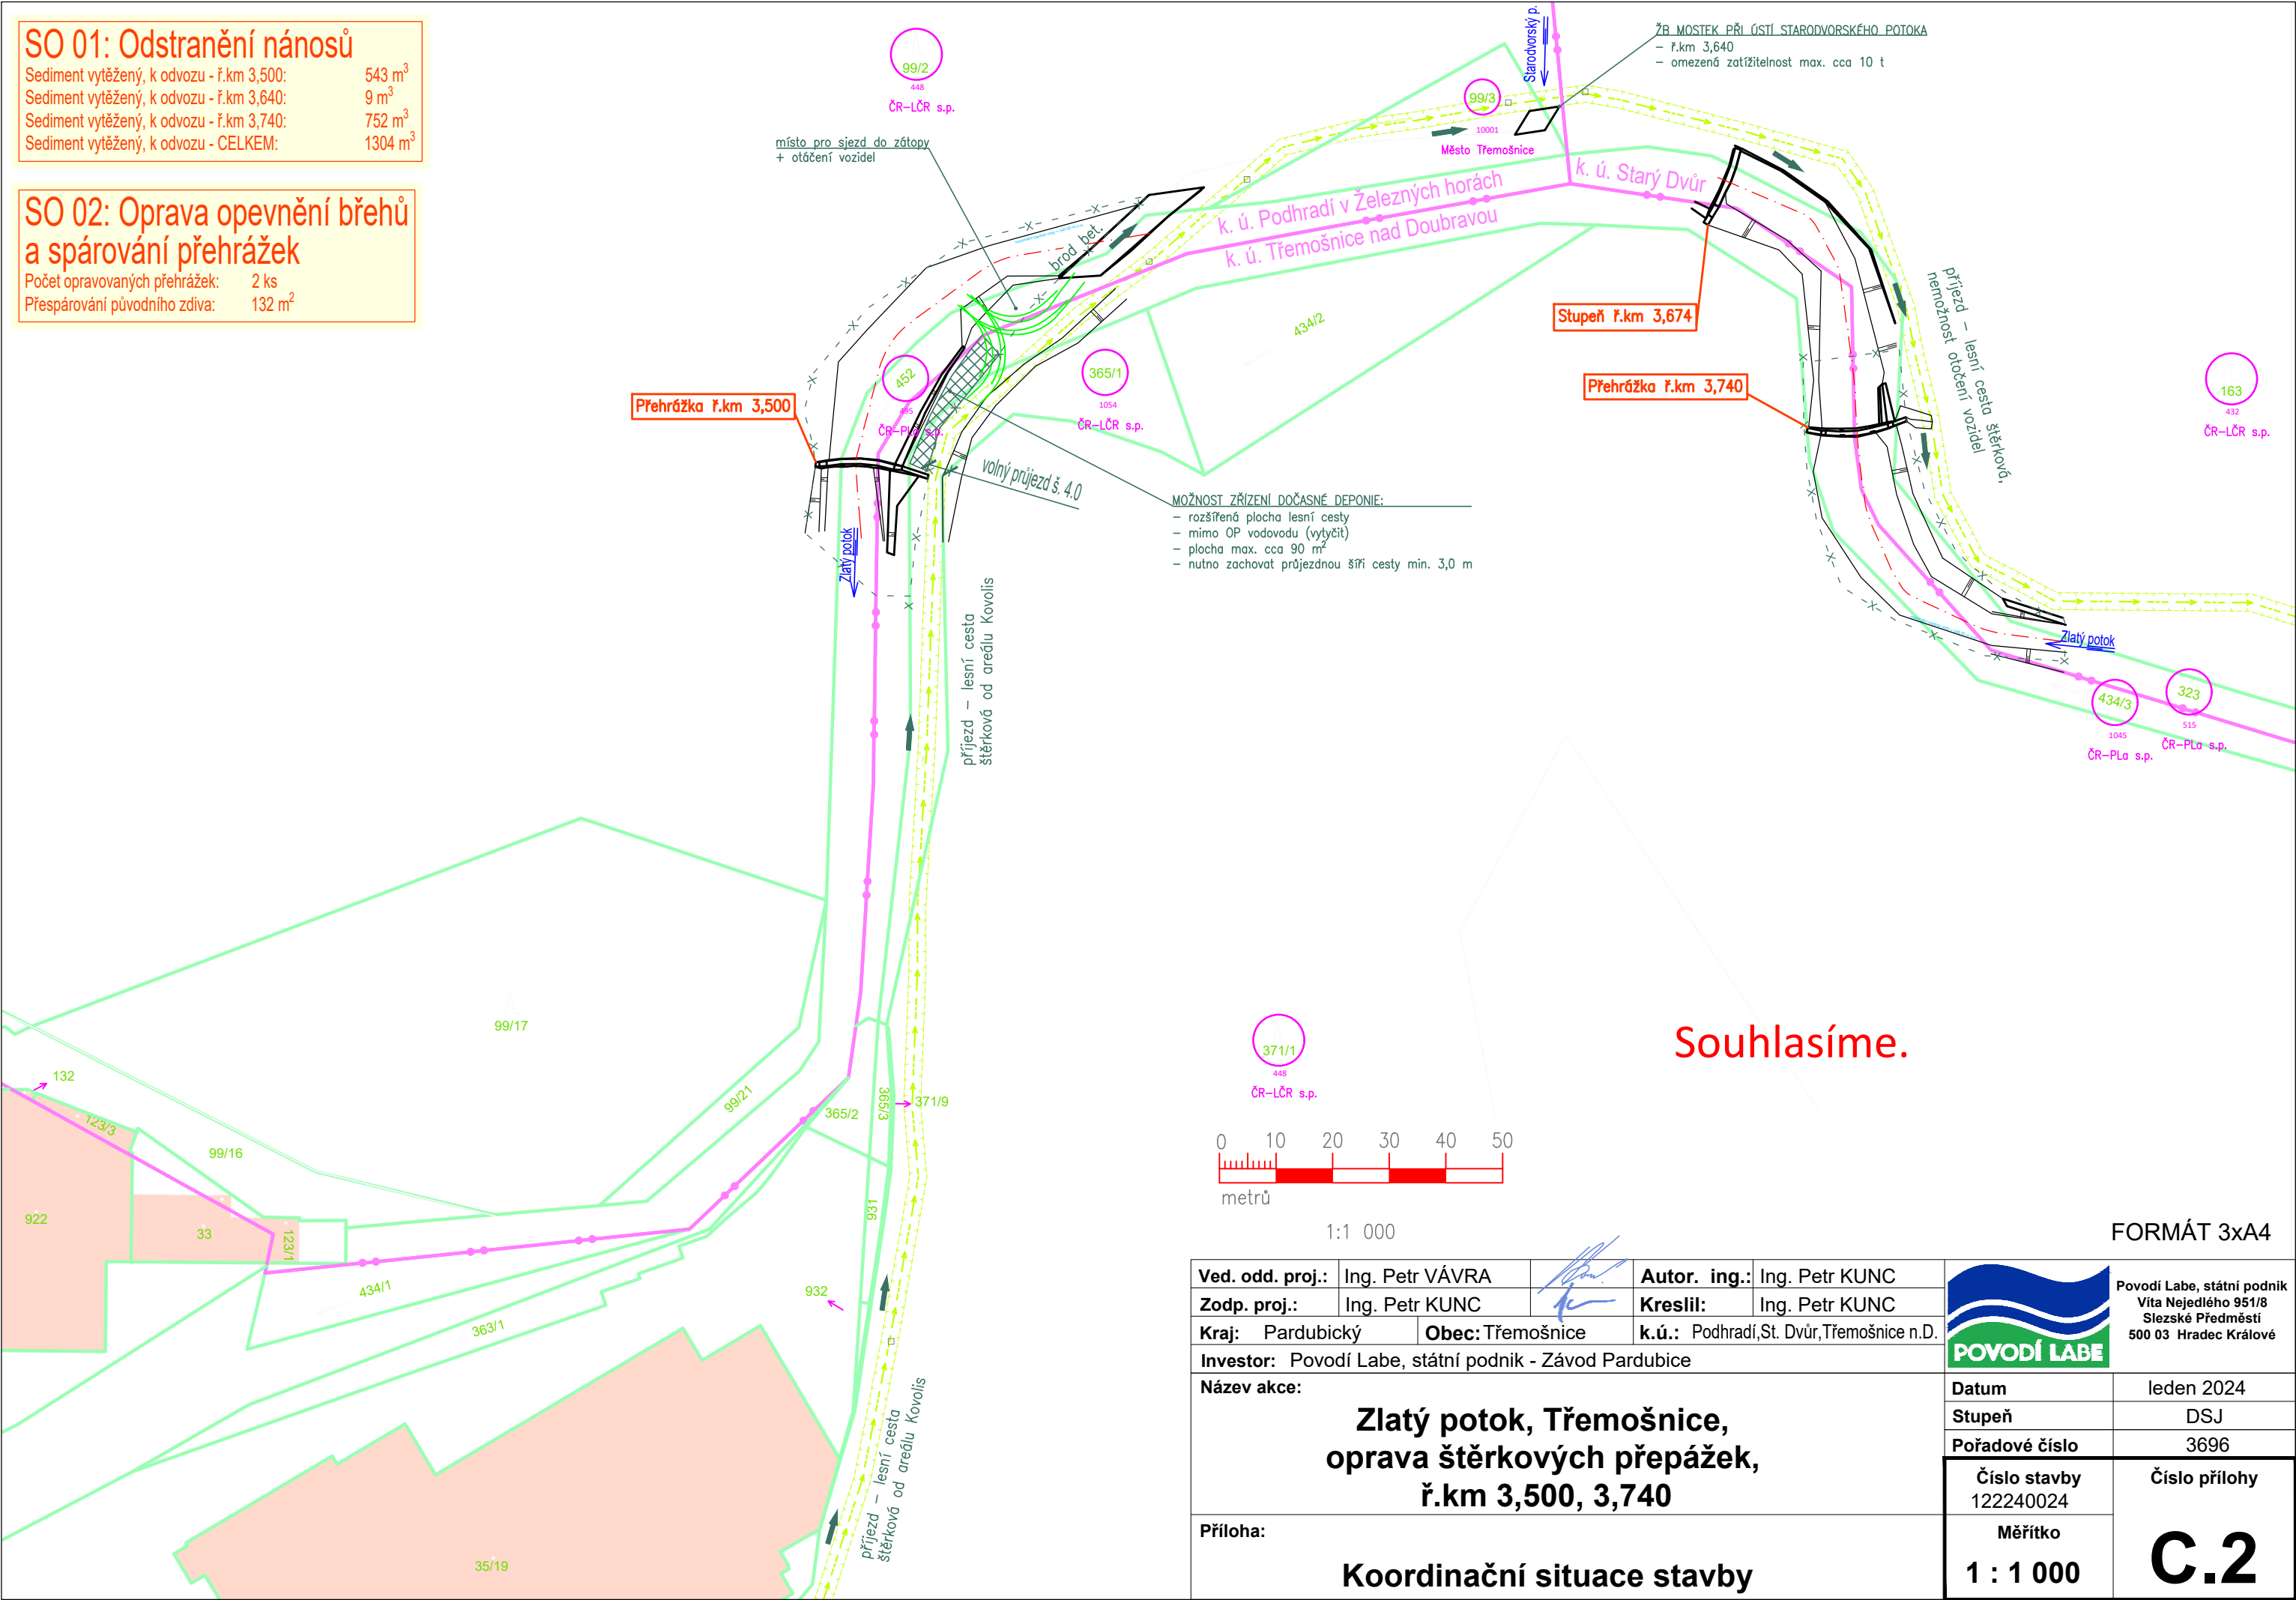 SO 01: Odstranění nánosů
Sediment vytěžený, k odvozu - ř.km 3,500: 543 m³
Sediment vytěžený, k odvozu - ř.km 3,640: 9 m³
Sediment vytěžený, k odvozu - ř.km 3,740: 752 m³
Sediment vytěžený, k odvozu - CELKEM: 1304 m³
SO 02: Oprava opevnění břehů
a spárování přehrážek
Počet opravovaných přehrážek: 2 ks
Přespárování původního zdiva: 132 m²
99/2
448
ČR-LČR s.p.
místo pro sjezd do zátopy
+ otáčení vozidel
Starodvorský p.
ŽB MOSTEK PŘI ÚSTÍ STARODVORSKÉHO POTOKA
- ř.km 3,640
- omezená zatížitelnost max. cca 10 t
99/3
10001
Město Třemošnice
k. ú. Podhradí v Železných horách
k. ú. Třemošnice nad Doubravou
k. ú. Starý Dvůr
brod bet.
434/2
Stupeň ř.km 3,674
Přehrážka ř.km 3,740
příjezd - lesní cesta štěrková,
nemožnost otočení vozidel
163
432
ČR-LČR s.p.
Přehrážka ř.km 3,500
452
495
ČR-PLa s.p.
365/1
1054
ČR-LČR s.p.
volný průjezd š. 4.0
MOŽNOST ZŘÍZENÍ DOČASNÉ DEPONIE:
- rozšířená plocha lesní cesty
- mimo OP vodovodu (vytyčit)
- plocha max. cca 90 m²
- nutno zachovat průjezdnou šíři cesty min. 3,0 m
Zlatý potok
příjezd - lesní cesta
štěrková od areálu Kovolis
Zlatý potok
434/3
1045
ČR-PLa s.p.
323
515
ČR-PLa s.p.
99/17
132
123/3
99/16
922
33
123/1
99/21
365/2
365/3
371/9
931
932
434/1
363/1
35/19
příjezd - lesní cesta
štěrková od areálu Kovolis
371/1
448
ČR-LČR s.p.
Souhlasíme.
0 10 20 30 40 50
metrů
1:1 000
FORMÁT 3xA4
Ved. odd. proj.: Ing. Petr VÁVRA Autor. ing.: Ing. Petr KUNC
Zodp. proj.: Ing. Petr KUNC Kreslil: Ing. Petr KUNC
Kraj: Pardubický Obec: Třemošnice k.ú.: Podhradí,St. Dvůr,Třemošnice n.D.
Investor: Povodí Labe, státní podnik - Závod Pardubice
POVODÍ LABE
Povodí Labe, státní podnik
Víta Nejedlého 951/8
Slezské Předměstí
500 03 Hradec Králové
Název akce:
Zlatý potok, Třemošnice,
oprava štěrkových přepážek,
ř.km 3,500, 3,740
Datum leden 2024
Stupeň DSJ
Pořadové číslo 3696
Číslo stavby
122240024
Číslo přílohy
C.2
Měřítko
1 : 1 000
Příloha:
Koordinační situace stavby